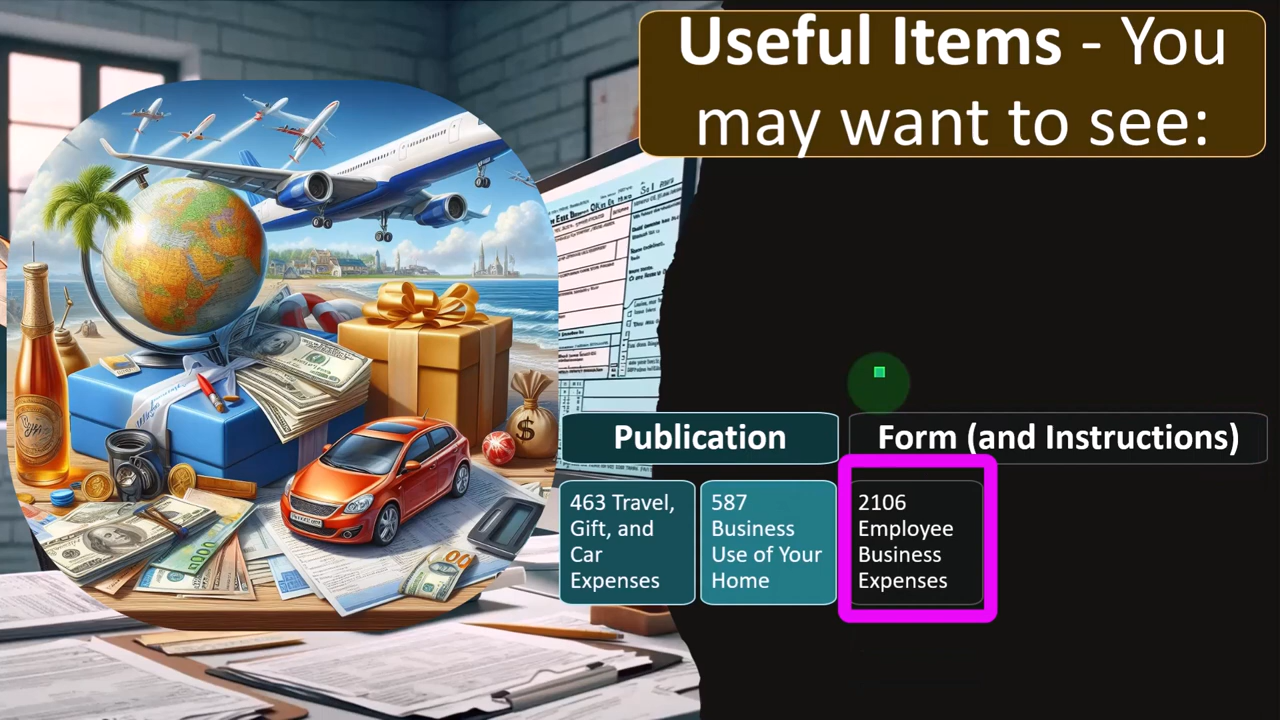 Useful Items - You
may want to see:
Publication
Form (and Instructions)
463 Travel,
Gift, and
Car
Expenses
587
Business
Use of Your
Home
2106
Employee
Business
Expenses
$